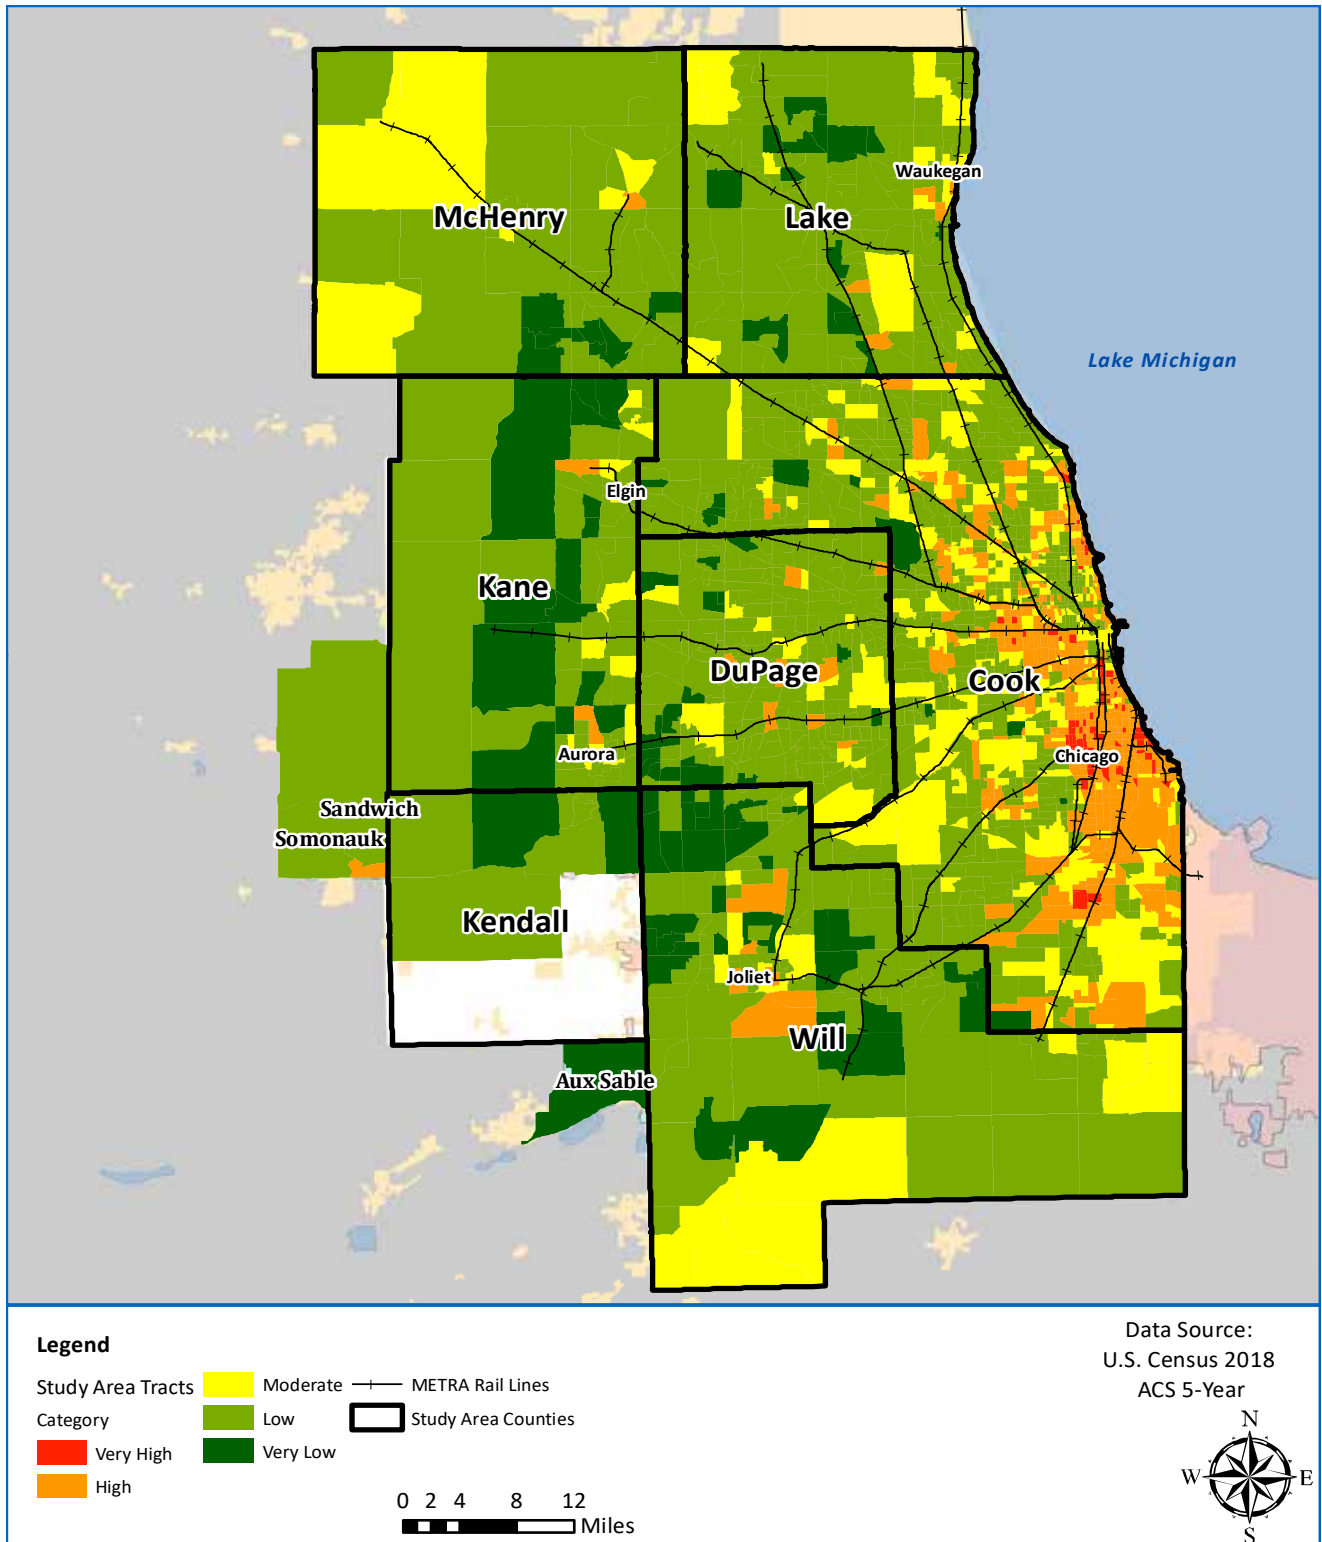 Waukegan
McHenry
Lake
Lake Michigan
Elgin
Kane
DuPage
Cook
Aurora
Chicago
Sandwich
Somonauk
Kendall
Joliet
Will
Aux Sable
Legend
Study Area Tracts
Category
Very High
High
Moderate
Low
Very Low
METRA Rail Lines
Study Area Counties
0 2 4 8 12
Miles
Data Source:
U.S. Census 2018
ACS 5-Year
N
W E
S